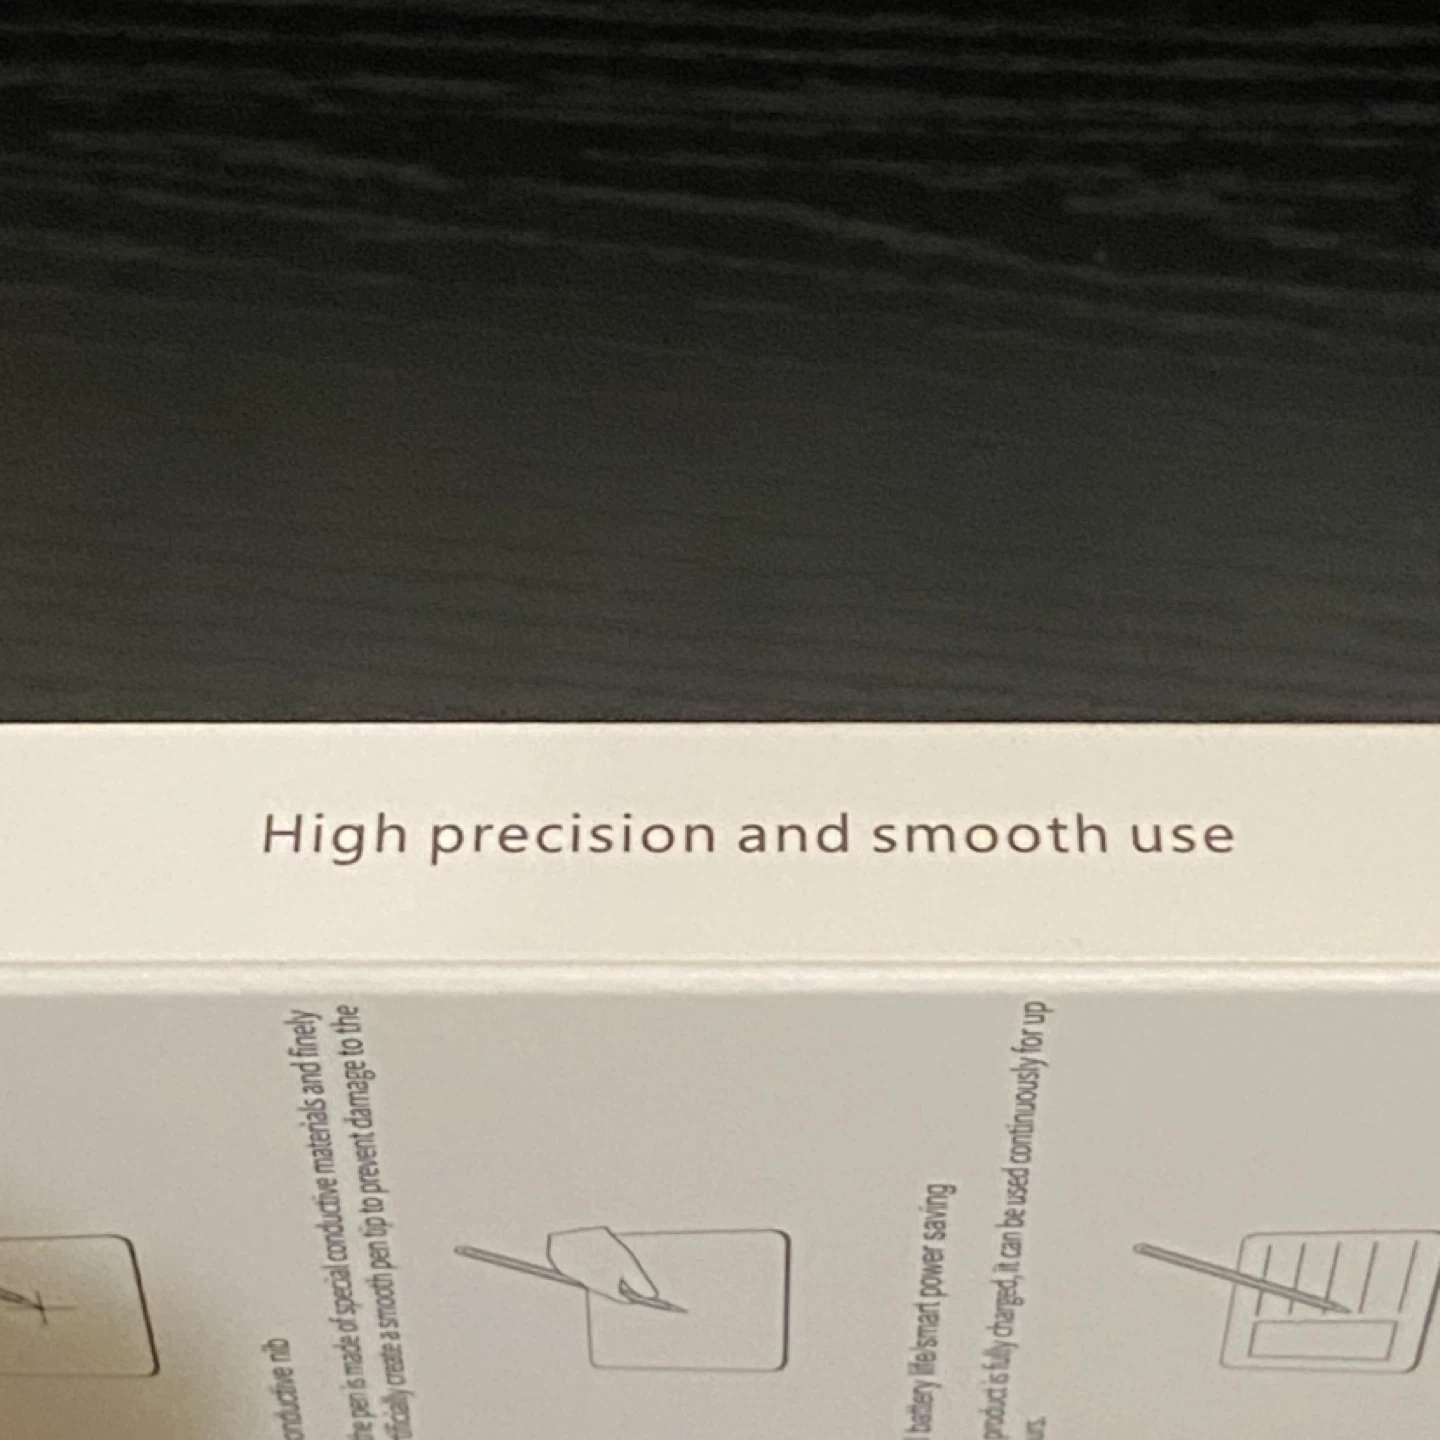 High precision and smooth use
onductive nib
the pen is made of special conductive materials and finely
tificially create a smooth pen tip to prevent damage to the
battery life/smart power saving
product is fully charged, it can be used continuously for up
urs.